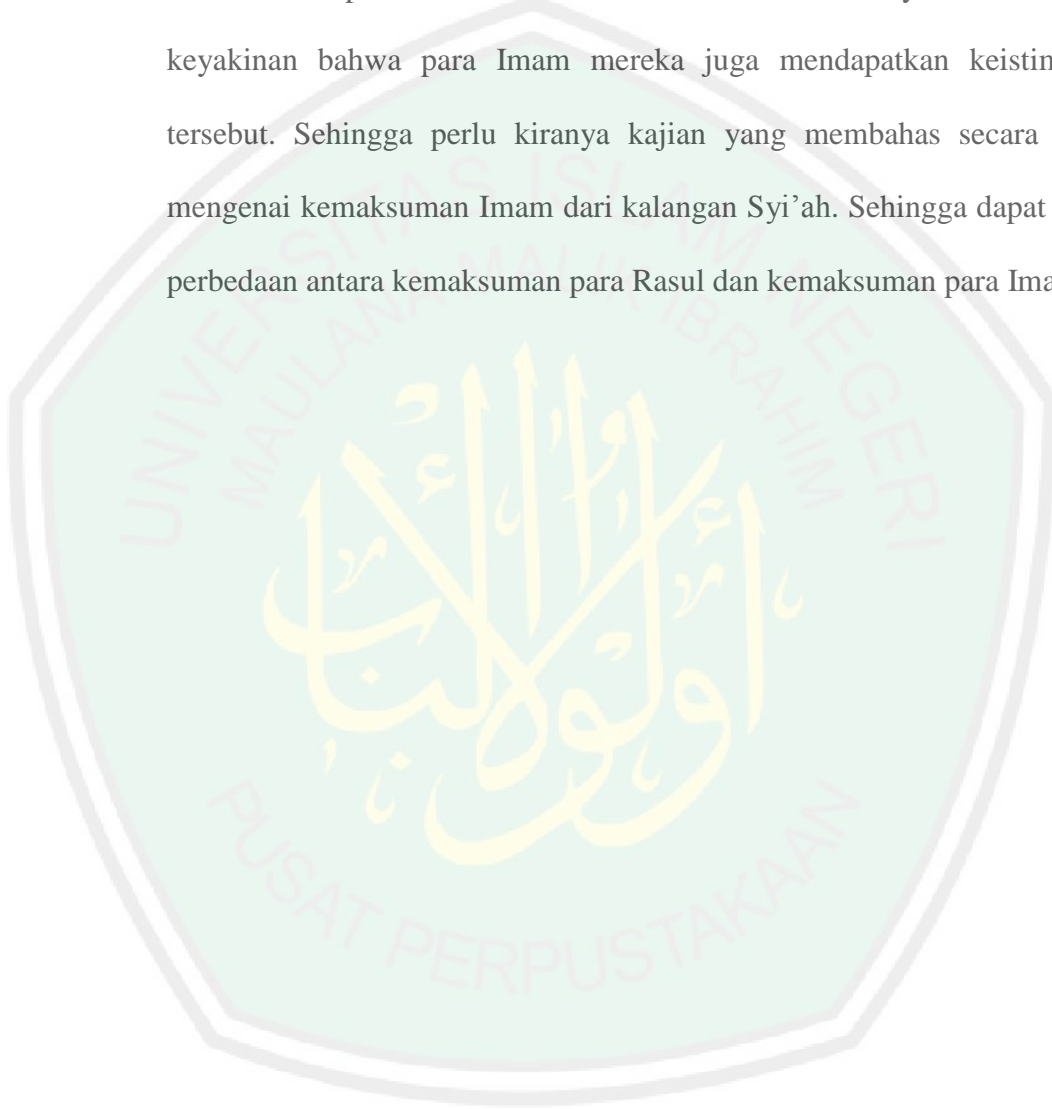 keyakinan bahwa para Imam mereka juga mendapatkan
tersebut. Sehingga perlu kiranya kajian yang membahas secara
mengenai kemaksuman Imam dari kalangan Syi’ah. Sehingga dapat
perbedaan antara kemaksuman para Rasul dan kemaksuman para
UNIVERSITAS ISLAM NEGERI
MAULANA MALIK IBRAHIM
أولو الألباب
PUSAT PERPUSTAKAAN